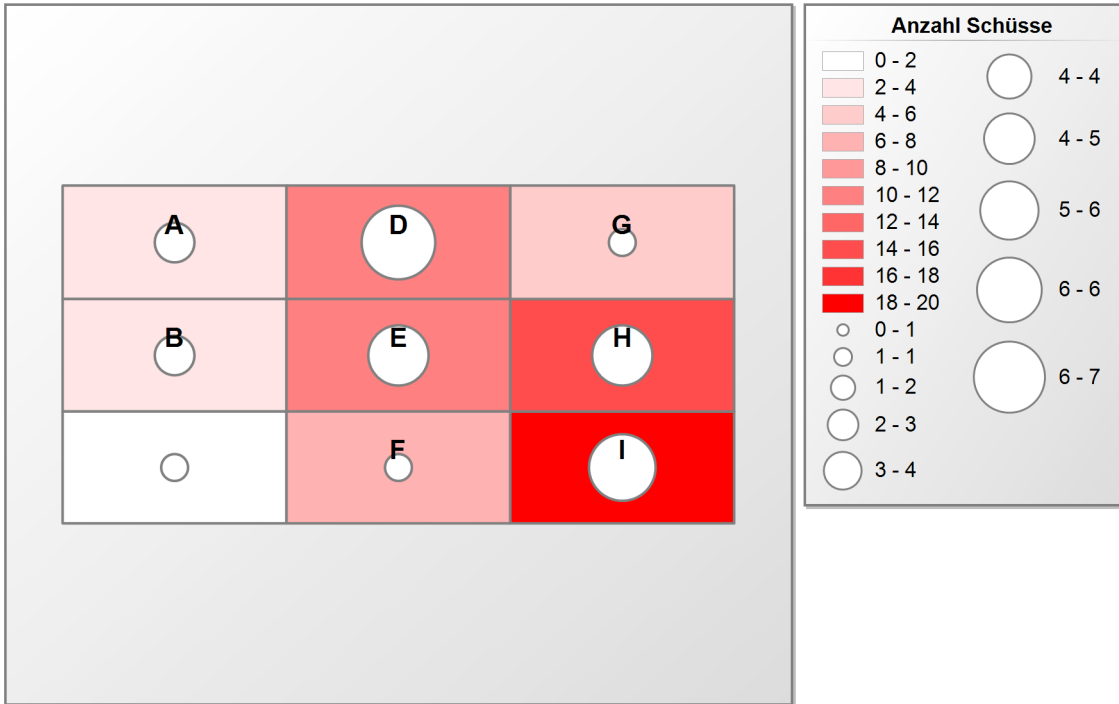 A
D
G
B
E
H
F
I
Anzahl Schüsse
0 - 2
2 - 4
4 - 6
6 - 8
8 - 10
10 - 12
12 - 14
14 - 16
16 - 18
18 - 20
0 - 1
1 - 1
1 - 2
2 - 3
3 - 4
4 - 4
4 - 5
5 - 6
6 - 6
6 - 7